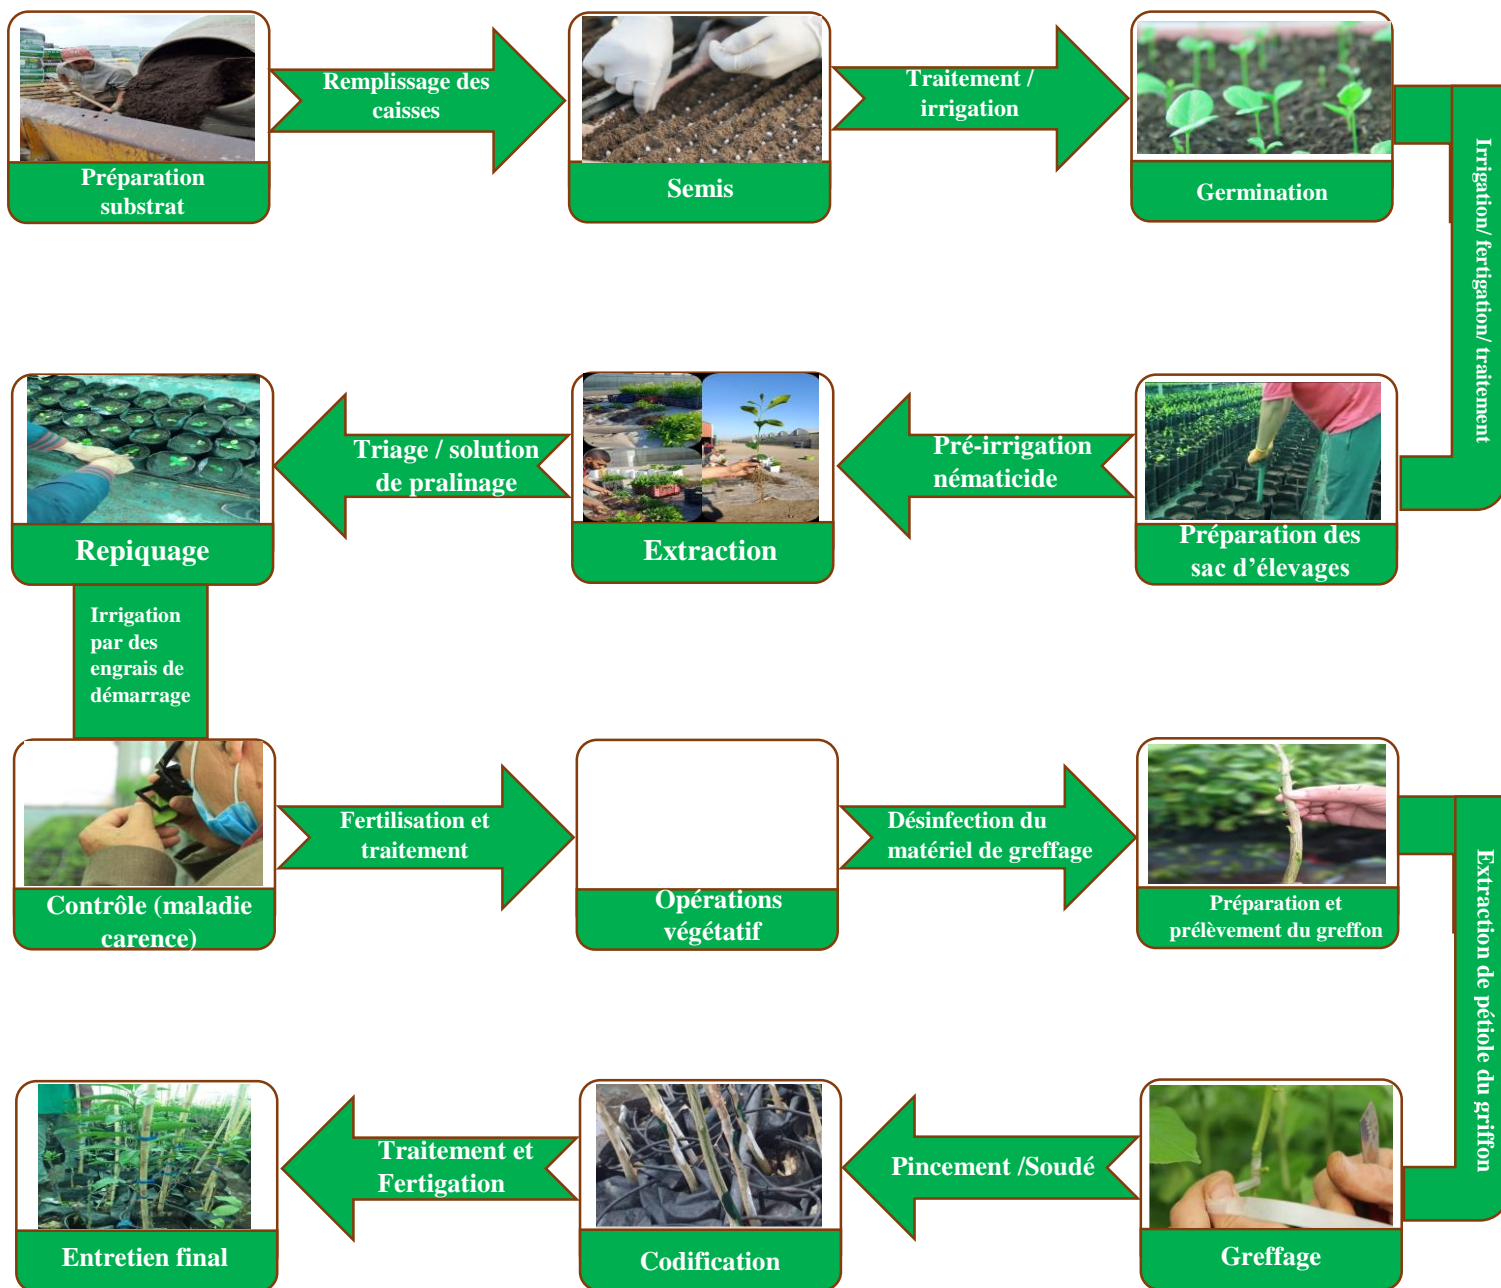 Préparation
substrat
Remplissage des
caisses
Semis
Traitement /
irrigation
Germination
Irrigation/ fertigation/ traitement
Préparation des
sac d’élevages
Pré-irrigation
nématicide
Extraction
Triage / solution
de pralinage
Repiquage
Irrigation
par des
engrais de
démarrage
Contrôle (maladie
carence)
Fertilisation et
traitement
Opérations
végétatif
Désinfection du
matériel de greffage
Préparation et
prélèvement du greffon
Extraction de pétiole du griffon
Greffage
Pincement /Soudé
Codification
Traitement et
Fertigation
Entretien final